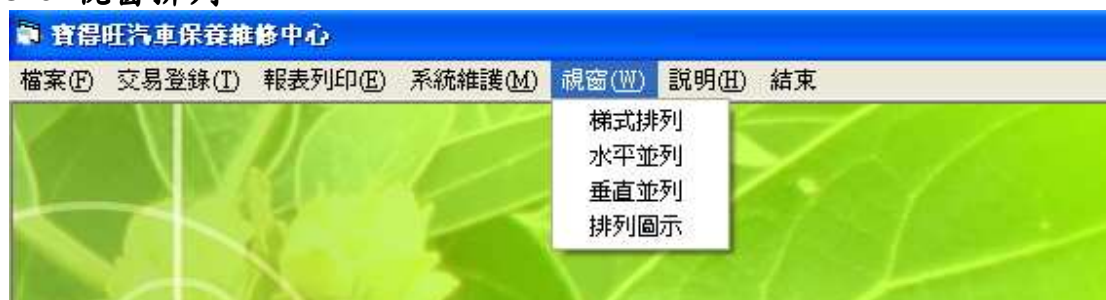 寶得旺汽車保養維修中心
檔案(F) 交易登錄(T) 報表列印(E) 系統維護(M) 視窗(W) 說明(H) 結束
梯式排列
水平並列
垂直並列
排列圖示